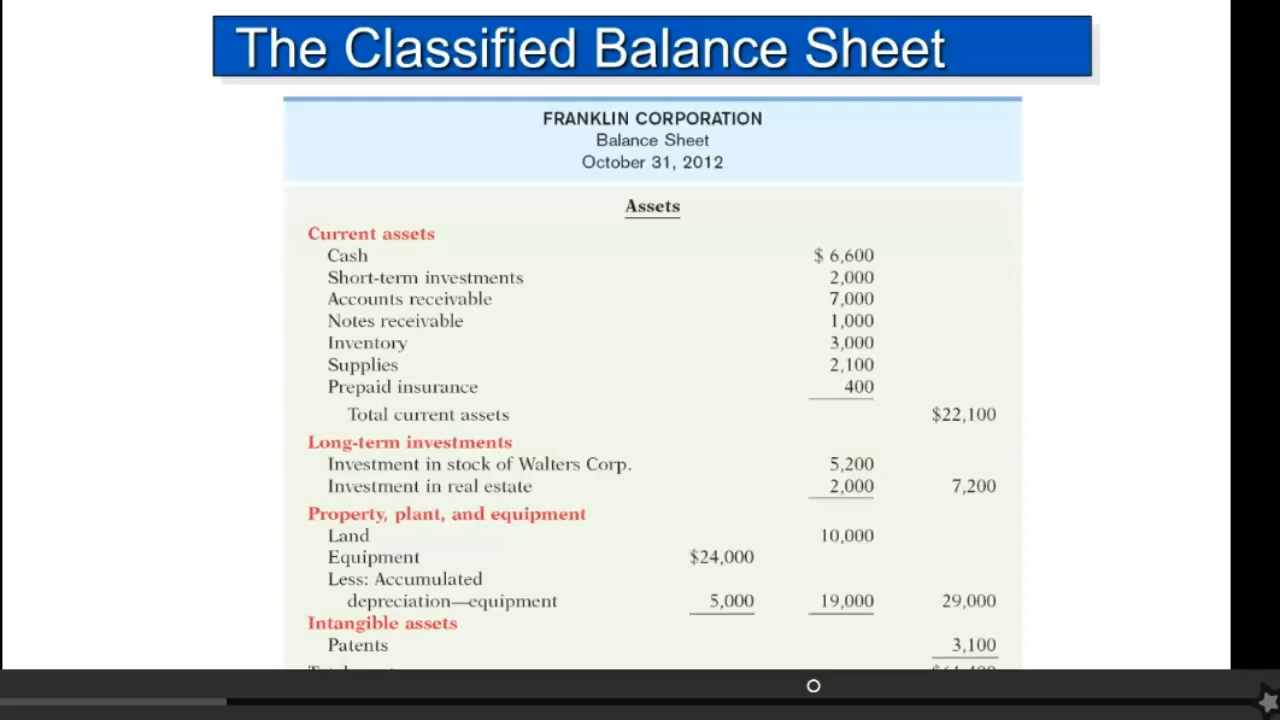 The Classified Balance Sheet
FRANKLIN CORPORATION
Balance Sheet
October 31, 2012
Assets
Current assets
Cash $ 6,600
Short-term investments 2,000
Accounts receivable 7,000
Notes receivable 1,000
Inventory 3,000
Supplies 2,100
Prepaid insurance 400
Total current assets $22,100
Long-term investments
Investment in stock of Walters Corp. 5,200
Investment in real estate 2,000 7,200
Property, plant, and equipment
Land 10,000
Equipment $24,000
Less: Accumulated
depreciation—equipment 5,000 19,000 29,000
Intangible assets
Patents 3,100